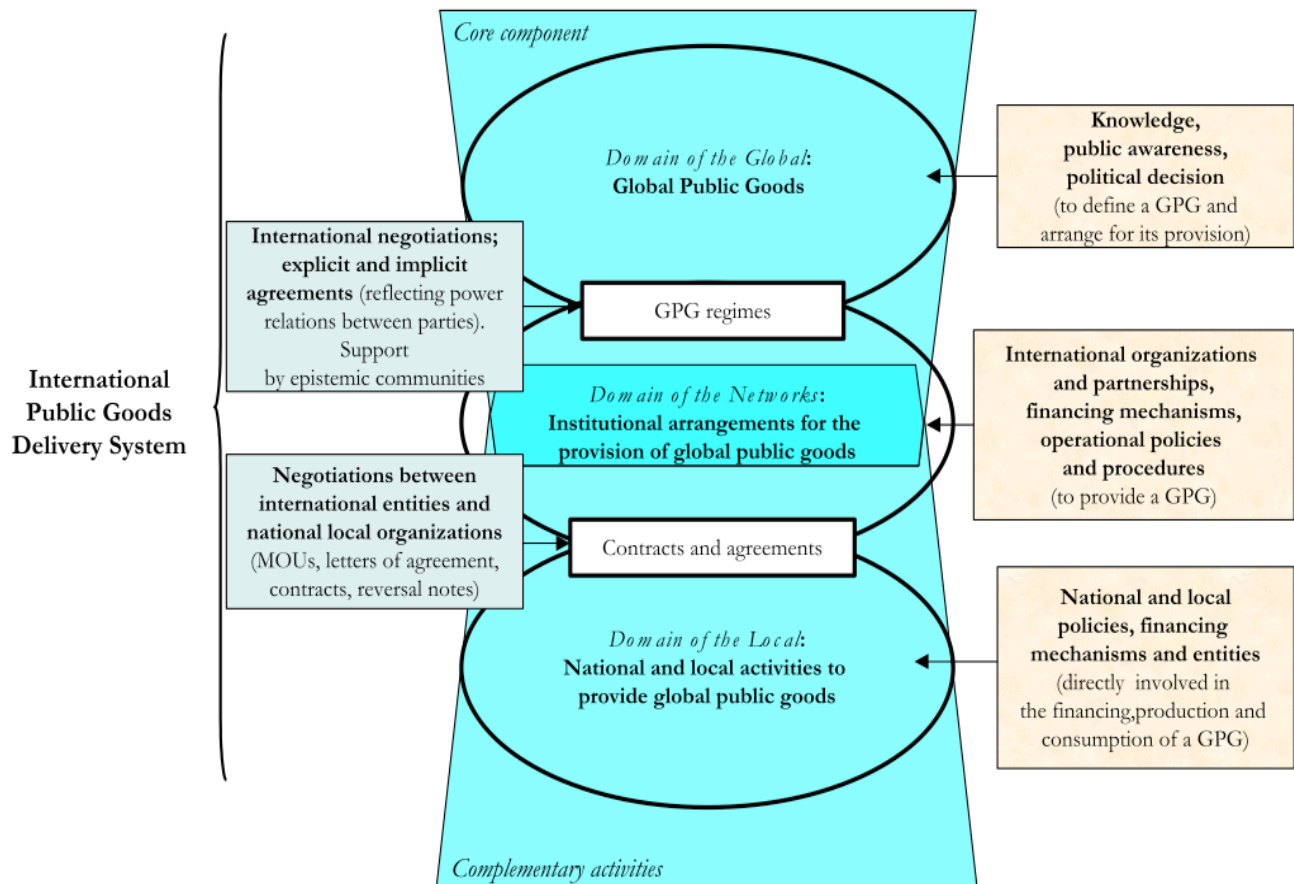 Core component
Domain of the Global:
Global Public Goods
Knowledge,
public awareness,
political decision
(to define a GPG and
arrange for its provision)
International negotiations;
explicit and implicit
agreements (reflecting power
relations between parties).
Support
by epistemic communities
GPG regimes
International
Public Goods
Delivery System
Domain of the Networks:
Institutional arrangements for the
provision of global public goods
International organizations
and partnerships,
financing mechanisms,
operational policies
and procedures
(to provide a GPG)
Negotiations between
international entities and
national local organizations
(MOUs, letters of agreement,
contracts, reversal notes)
Contracts and agreements
Domain of the Local:
National and local activities to
provide global public goods
National and local
policies, financing
mechanisms and entities
(directly involved in
the financing,production and
consumption of a GPG)
Complementary activities